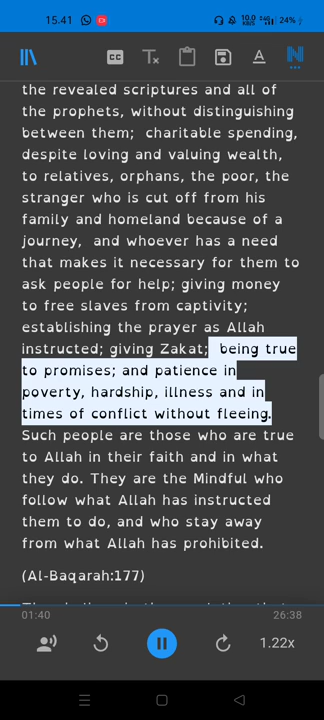 15.41
10.0
KB/S
24%
CC
the revealed scriptures and all of
the prophets, without distinguishing
between them;  charitable spending,
despite loving and valuing wealth,
to relatives, orphans, the poor, the
stranger who is cut off from his
family and homeland because of a
journey,  and whoever has a need
that makes it necessary for them to
ask people for help; giving money
to free slaves from captivity;
establishing the prayer as Allah
instructed; giving Zakat;  being true
to promises; and patience in
poverty, hardship, illness and in
times of conflict without fleeing.
Such people are those who are true
to Allah in their faith and in what
they do. They are the Mindful who
follow what Allah has instructed
them to do, and who stay away
from what Allah has prohibited.
(Al-Baqarah:177)
01:40
26:38
1.22x